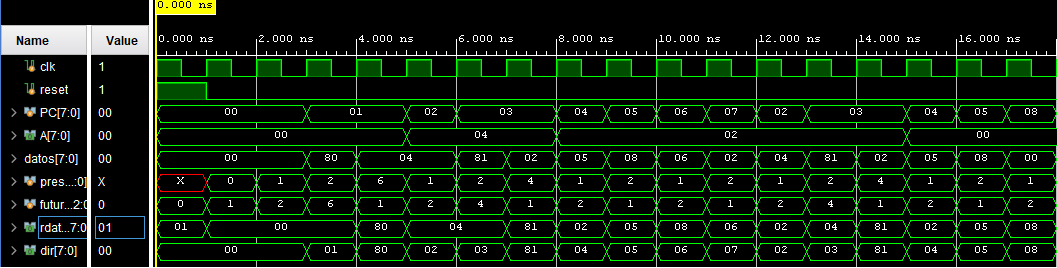 0.000 ns
Name Value 0.000 ns 2.000 ns 4.000 ns 6.000 ns 8.000 ns 10.000 ns 12.000 ns 14.000 ns 16.000 ns
clk 1
reset 1
PC[7:0] 00 00 01 02 03 04 05 06 07 03 04 05 08
A[7:0] 00 00 04 02 00
datos[7:0] 00 00 80 04 81 02 05 08 06 02 04 81 02 05 08 00
pres...:0] X X 0 1 2 6 1 2 4 1 2 1 2 1 2 4 1 2 1
futur...2:0 0 0 1 2 6 1 2 4 1 2 1 2 1 2 4 1 2 1 2
rdat...7:0 01 01 00 80 04 81 02 05 08 06 02 04 81 02 05 08
dir[7:0] 00 00 01 80 02 03 81 04 05 06 07 02 03 81 04 05 08